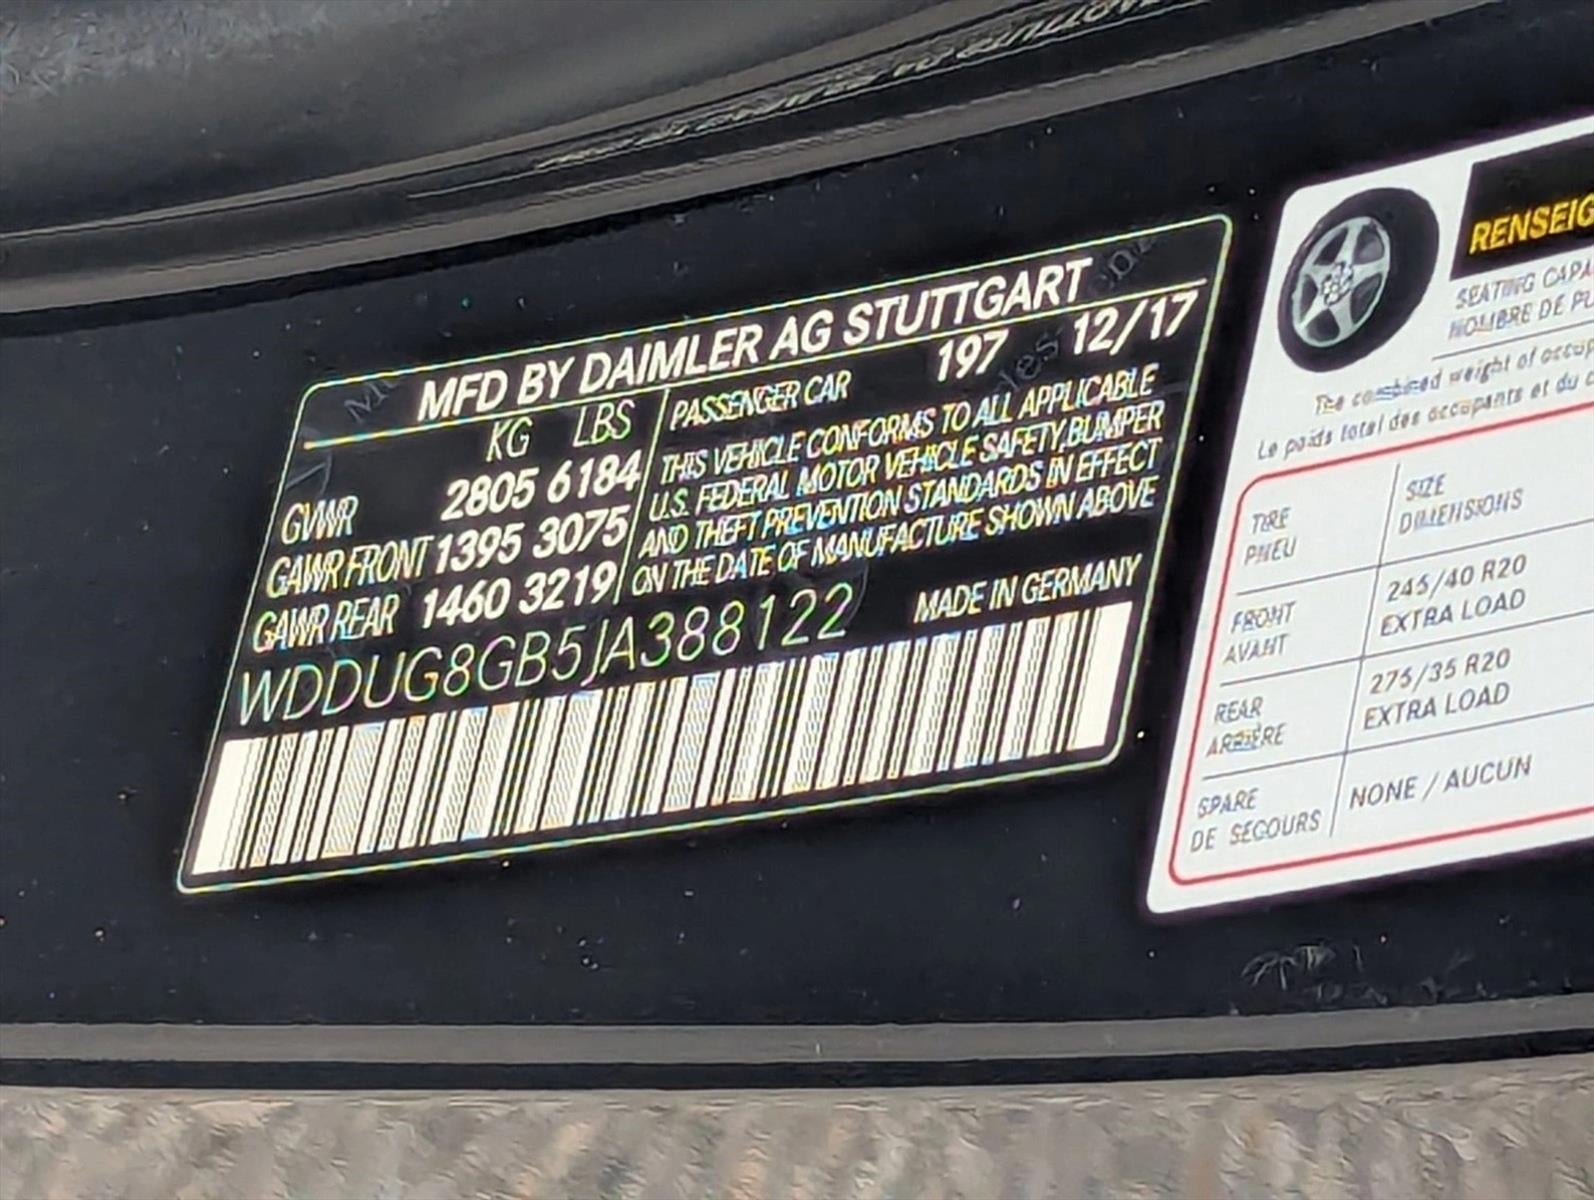 MFD BY DAIMLER AG STUTTGART
KG LBS
GVWR 2805 6184
GAWR FRONT 1395 3075
GAWR REAR 1460 3219
PASSENGER CAR 197 12/17
THIS VEHICLE CONFORMS TO ALL APPLICABLE
U.S. FEDERAL MOTOR VEHICLE SAFETY,BUMPER
AND THEFT PREVENTION STANDARDS IN EFFECT
ON THE DATE OF MANUFACTURE SHOWN ABOVE
WDDUG8GB5JA388122 MADE IN GERMANY
RENSEIG
SEATING CAPA
NOMBRE DE
The combined weight of occup
Le poids total des occupants et du
TIRE
PNEU
SIZE
DIMENSIONS
FRONT
AVANT
245/40 R20
EXTRA LOAD
REAR
ARRIÈRE
275/35 R20
EXTRA LOAD
SPARE
DE SECOURS
NONE / AUCUN